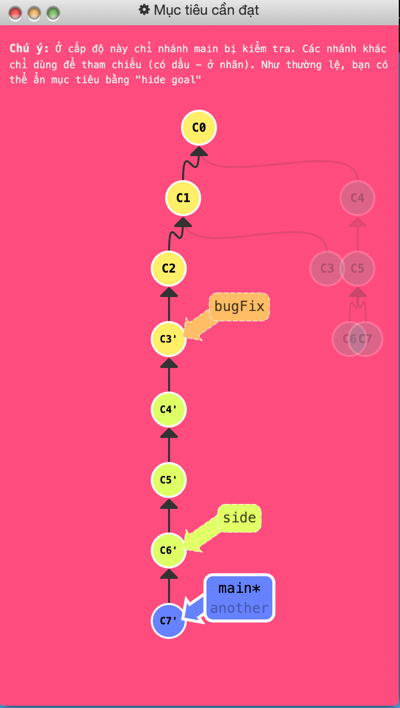 Mục tiêu cần đạt
Chú ý: Ở cấp độ này chỉ nhánh main bị kiểm tra. Các nhánh khác
chỉ dùng để tham chiếu (có dấu - ở nhãn). Như thường lệ, bạn có
thể ẩn mục tiêu bằng "hide goal"
C0
C1
C4
C2
C3
C5
bugFix
C3'
C6
C7
C4'
C5'
side
C6'
main*
another
C7'